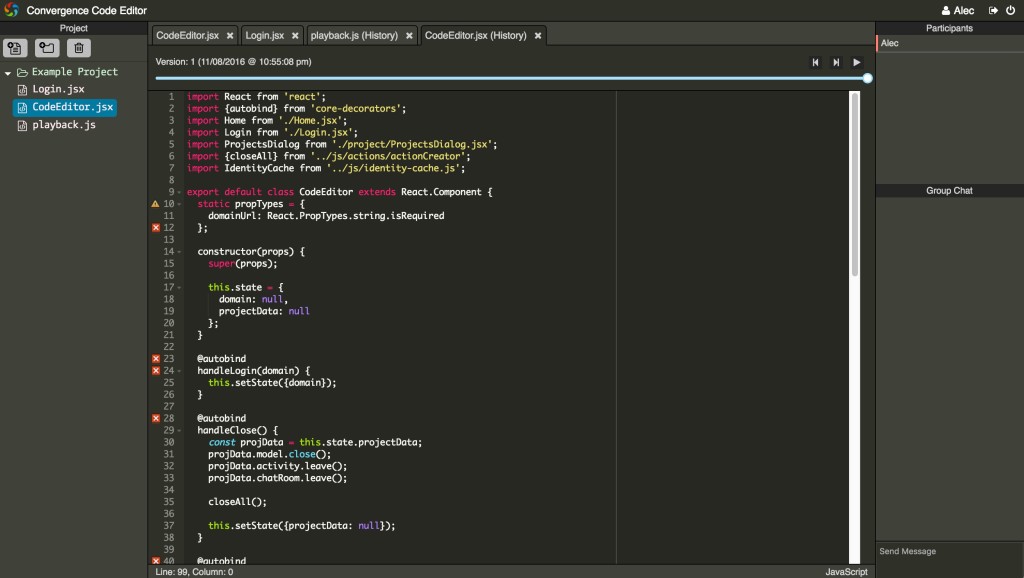 Convergence Code Editor
Alec
Project
Participants
CodeEditor.jsx
Login.jsx
playback.js (History)
CodeEditor.jsx (History)
Alec
Version: 1 (11/08/2016 @ 10:55:08 pm)
Example Project
Login.jsx
CodeEditor.jsx
playback.js
1 import React from 'react';
2 import {autobind} from 'core-decorators';
3 import Home from './Home.jsx';
4 import Login from './Login.jsx';
5 import ProjectsDialog from './project/ProjectsDialog.jsx';
6 import {closeAll} from '../js/actions/actionCreator';
7 import IdentityCache from '../js/identity-cache.js';
8
9 export default class CodeEditor extends React.Component {
10 static propTypes = {
11 domainUrl: React.PropTypes.string.isRequired
12 };
13
14 constructor(props) {
15 super(props);
16
17 this.state = {
18 domain: null,
19 projectData: null
20 };
21 }
22
23 @autobind
24 handleLogin(domain) {
25 this.setState({domain});
26 }
27
28 @autobind
29 handleClose() {
30 const projData = this.state.projectData;
31 projData.model.close();
32 projData.activity.leave();
33 projData.chatRoom.leave();
34
35 closeAll();
36
37 this.setState({projectData: null});
38 }
39
40 @autobind
Line: 99, Column: 0
JavaScript
Group Chat
Send Message